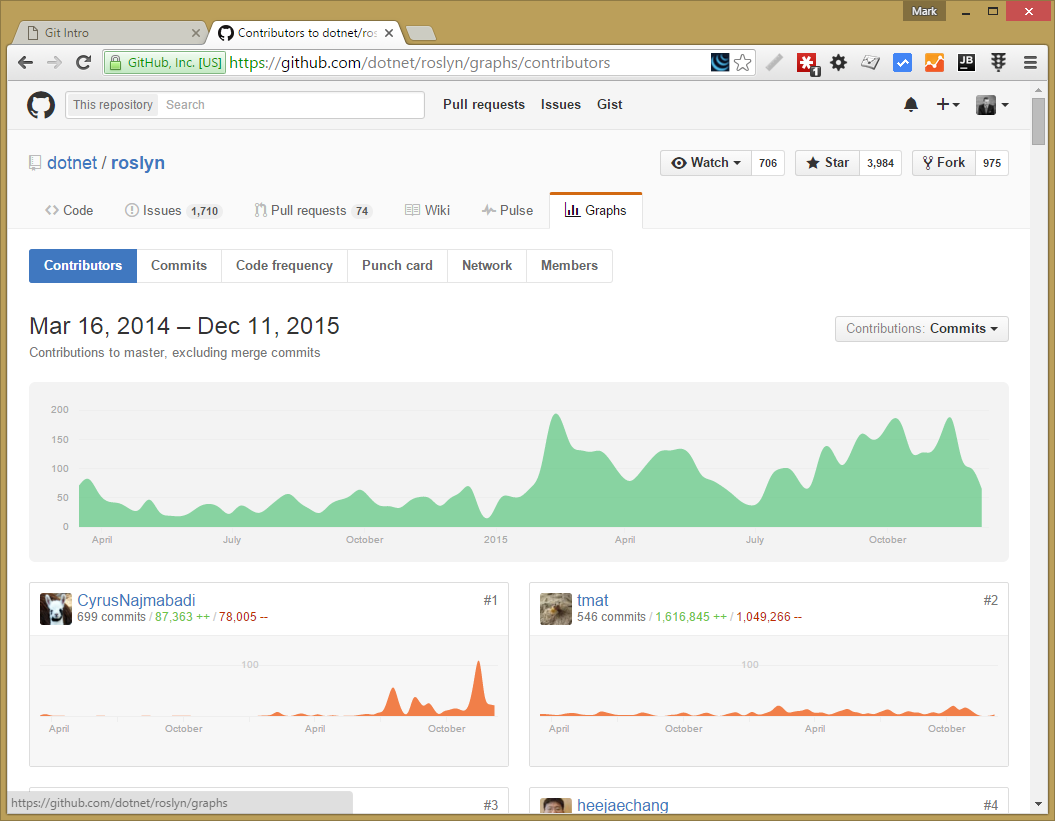 Mark
Git Intro
Contributors to dotnet/ros
GitHub, Inc. [US] https://github.com/dotnet/roslyn/graphs/contributors
1
JB
This repository Search Pull requests Issues Gist
dotnet / roslyn
Watch 706 Star 3,984 Fork 975
Code Issues 1,710 Pull requests 74 Wiki Pulse Graphs
Contributors Commits Code frequency Punch card Network Members
Mar 16, 2014 – Dec 11, 2015
Contributions: Commits
Contributions to master, excluding merge commits
200
150
100
50
0
April July October 2015 April July October
CyrusNajmabadi #1
699 commits / 87,363 ++ / 78,005 --
100
April October April October
tmat #2
546 commits / 1,616,845 ++ / 1,049,266 --
100
April October April October
https://github.com/dotnet/roslyn/graphs
#3
heejaechang #4